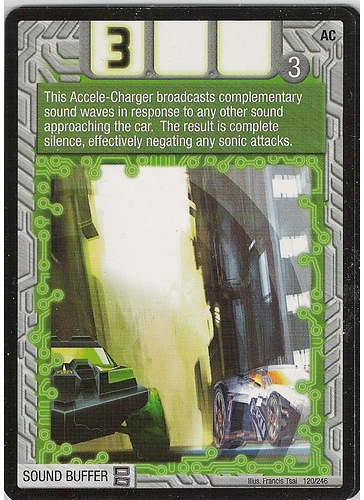 3
AC
3
This Accele-Charger broadcasts complementary
sound waves in response to any other sound
approaching the car. The result is complete
silence, effectively negating any sonic attacks.
SOUND BUFFER
Illus. Francis Tsai 120/246